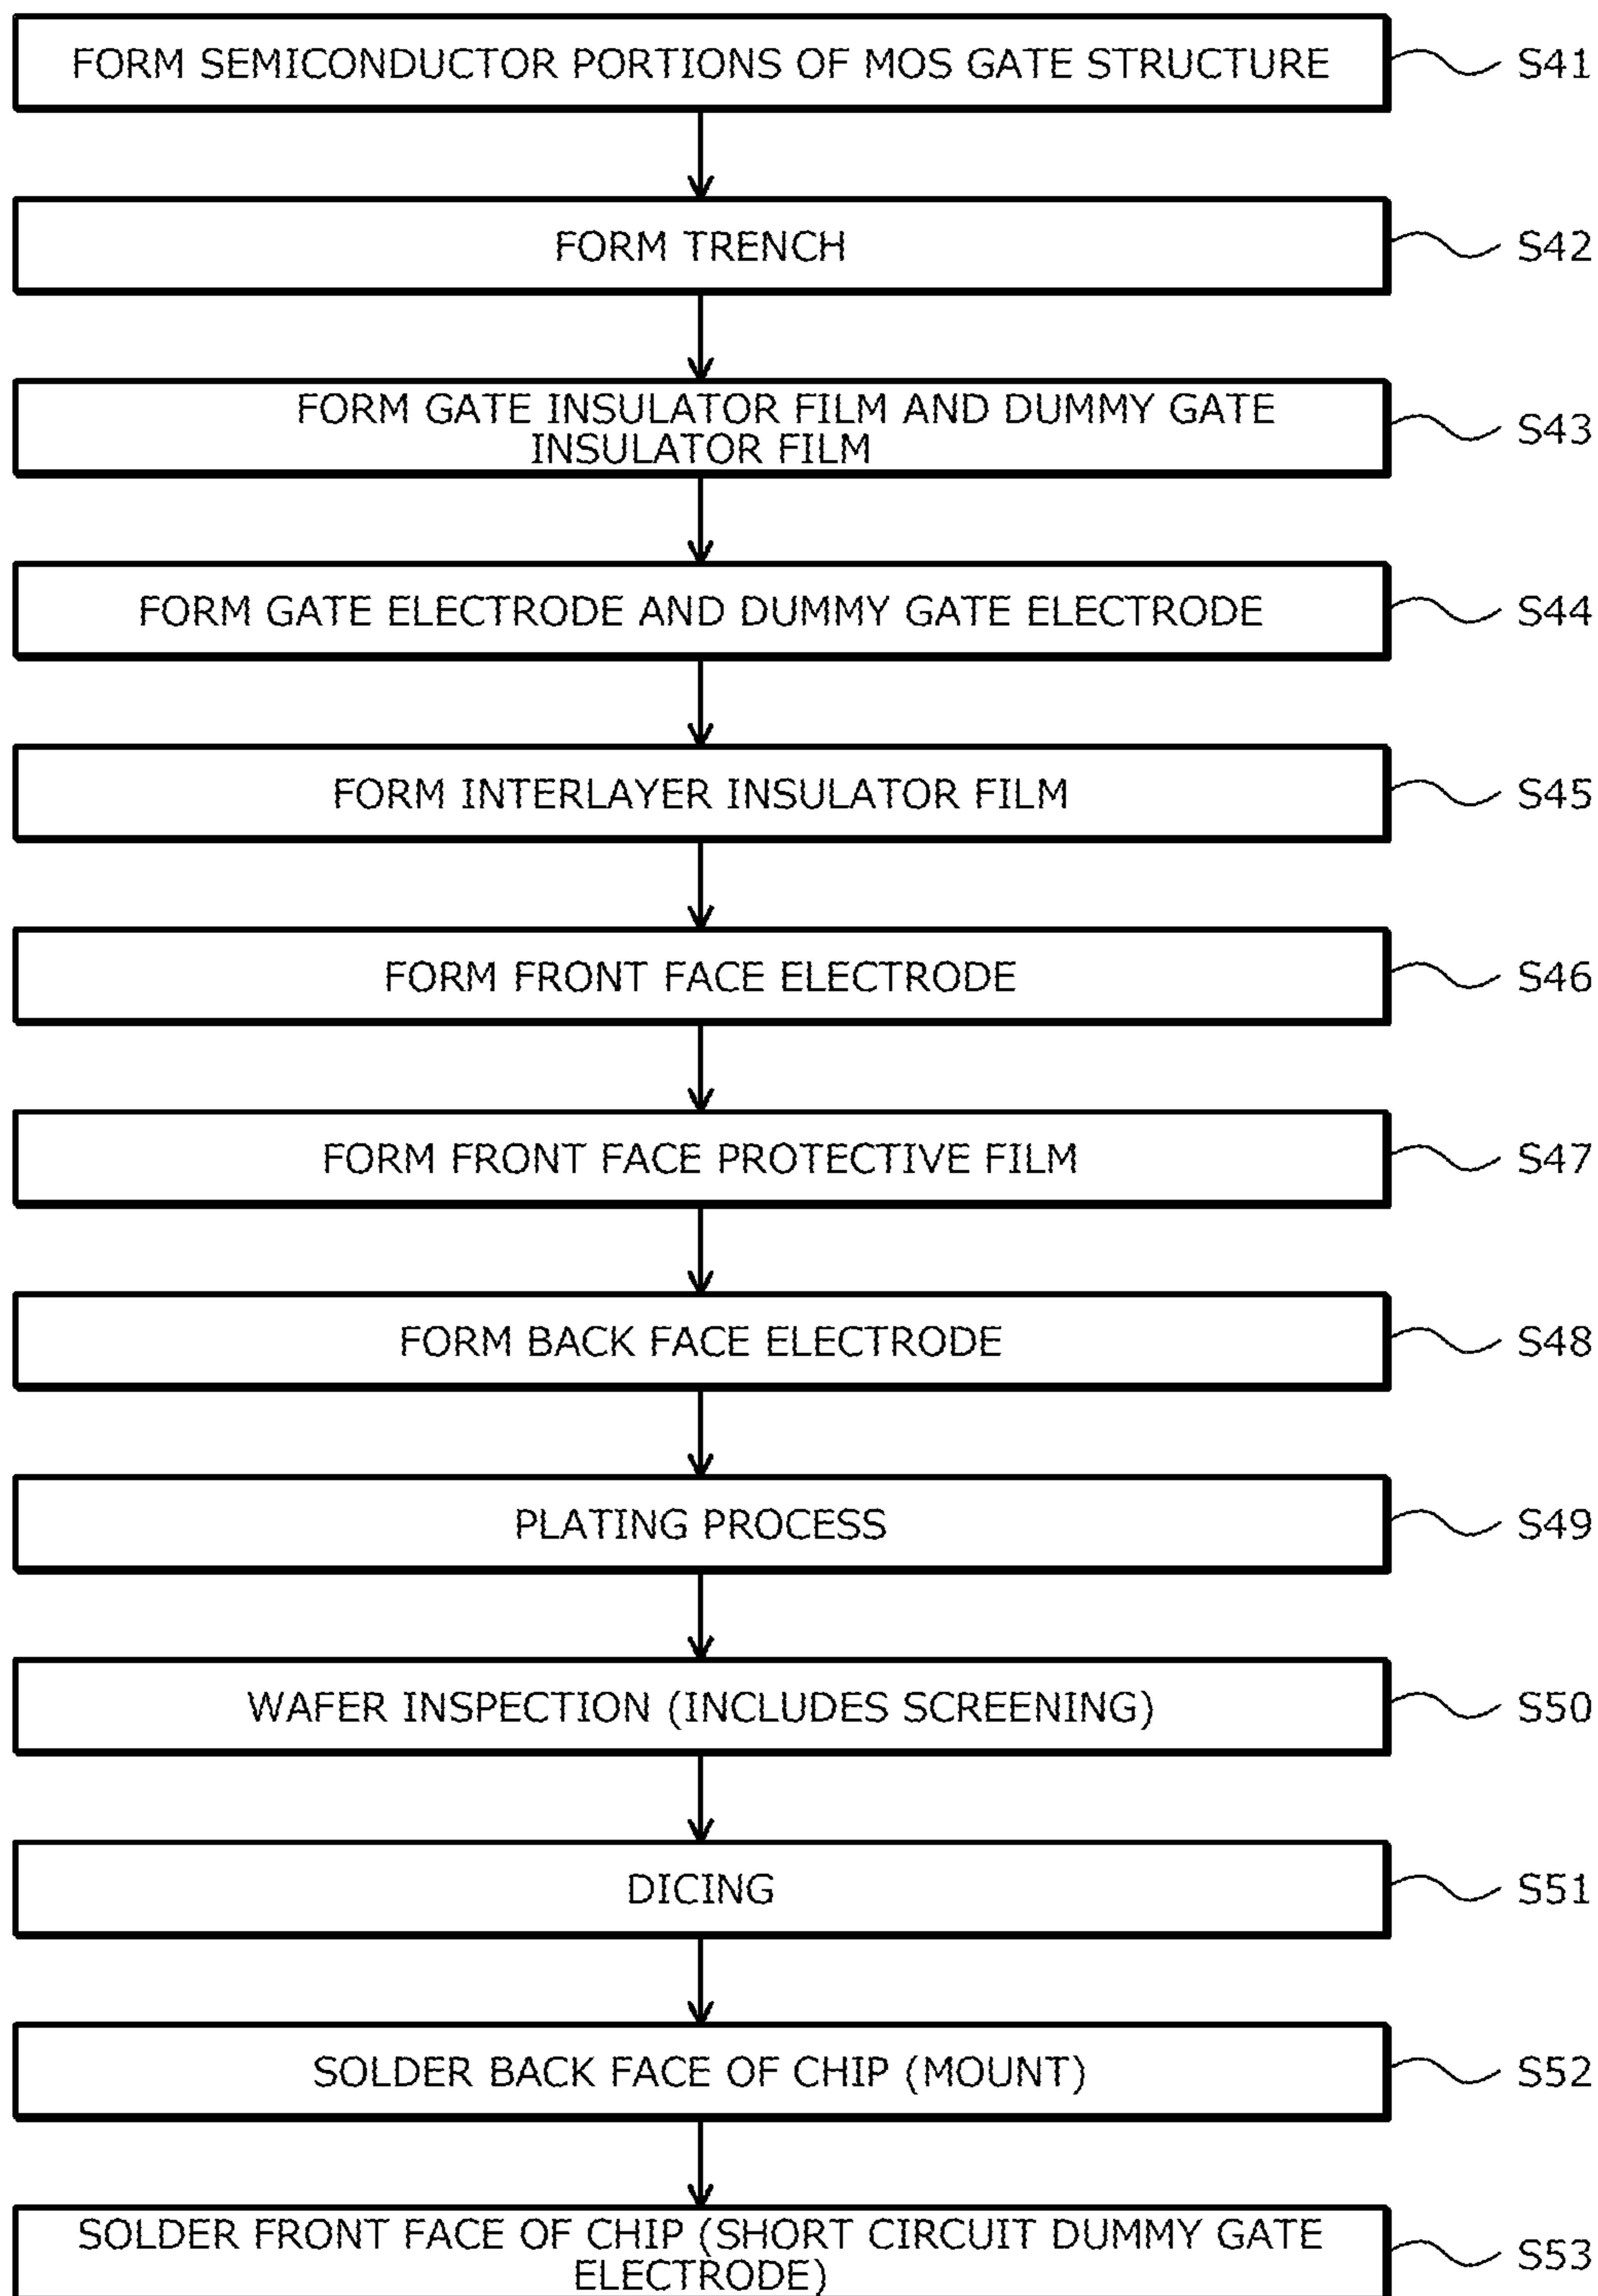 FORM SEMICONDUCTOR PORTIONS OF MOS GATE STRUCTURE
S41
FORM TRENCH
S42
FORM GATE INSULATOR FILM AND DUMMY GATE
INSULATOR FILM
S43
FORM GATE ELECTRODE AND DUMMY GATE ELECTRODE
S44
FORM INTERLAYER INSULATOR FILM
S45
FORM FRONT FACE ELECTRODE
S46
FORM FRONT FACE PROTECTIVE FILM
S47
FORM BACK FACE ELECTRODE
S48
PLATING PROCESS
S49
WAFER INSPECTION (INCLUDES SCREENING)
S50
DICING
S51
SOLDER BACK FACE OF CHIP (MOUNT)
S52
SOLDER FRONT FACE OF CHIP (SHORT CIRCUIT DUMMY GATE
ELECTRODE)
S53